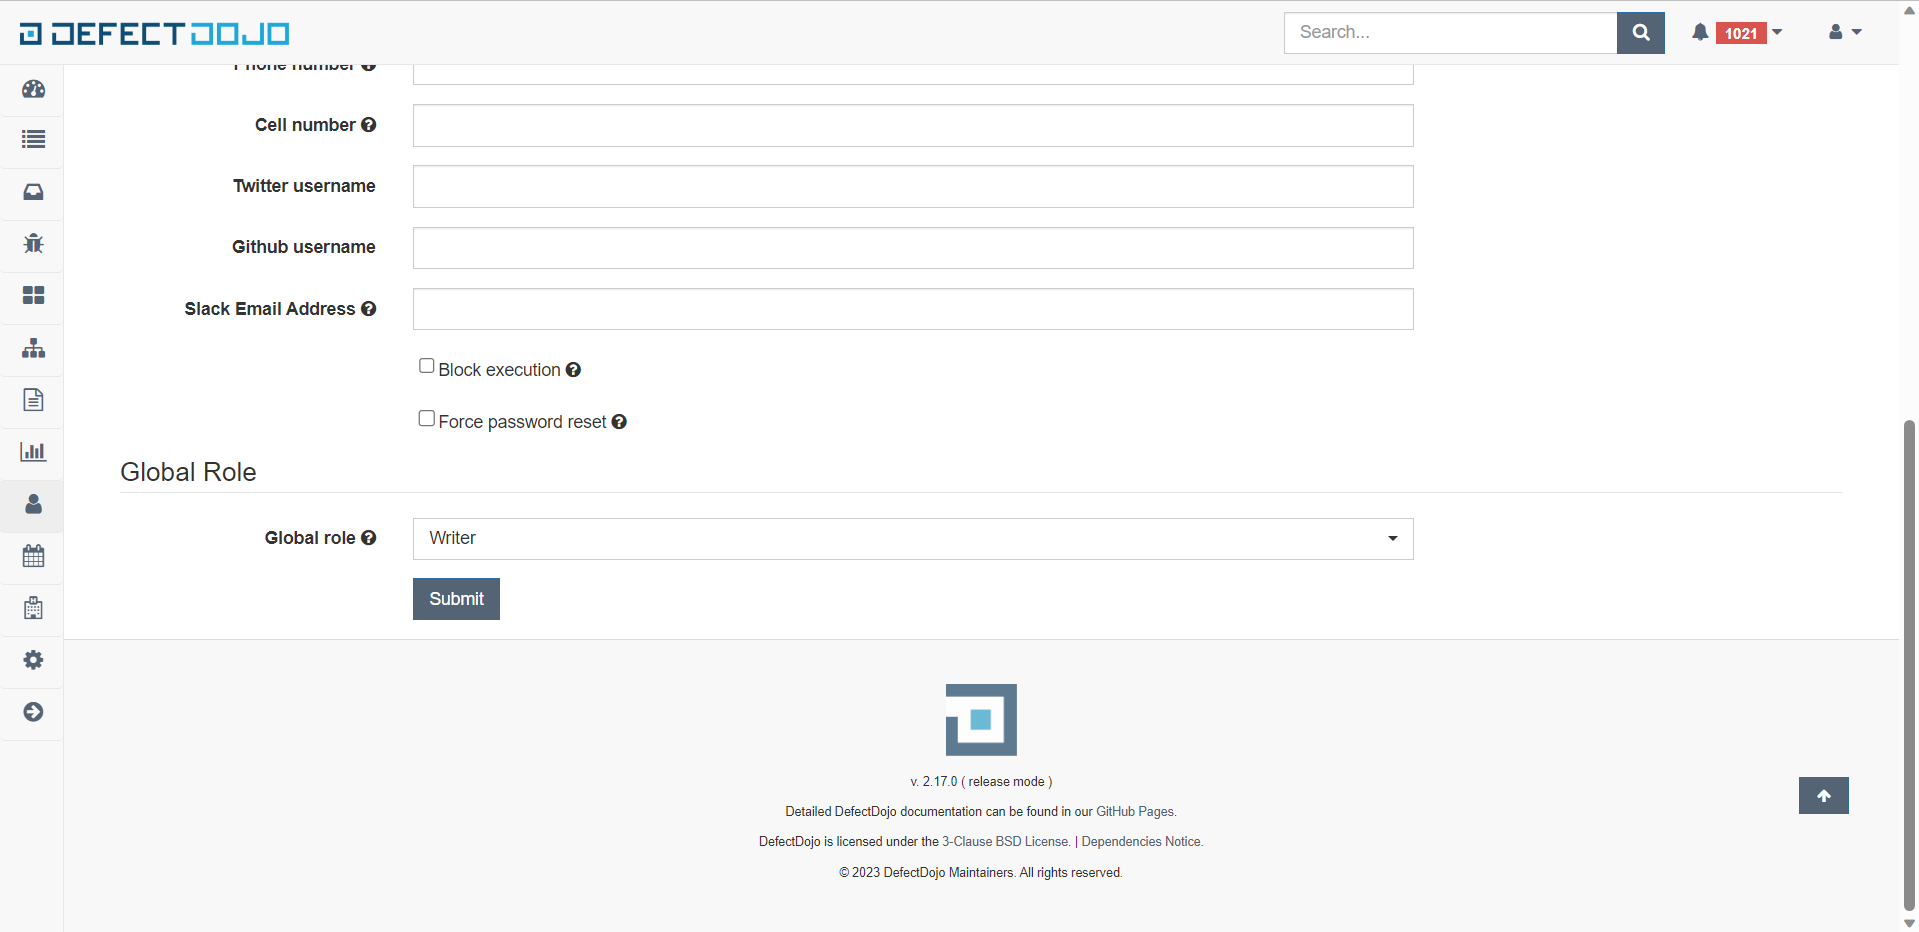 DEFECTDOJO
Search...
1021
Phone number
Cell number
Twitter username
Github username
Slack Email Address
Block execution
Force password reset
Global Role
Global role
Writer
Submit
v. 2.17.0 ( release mode )
Detailed DefectDojo documentation can be found in our GitHub Pages.
DefectDojo is licensed under the 3-Clause BSD License. | Dependencies Notice.
© 2023 DefectDojo Maintainers. All rights reserved.